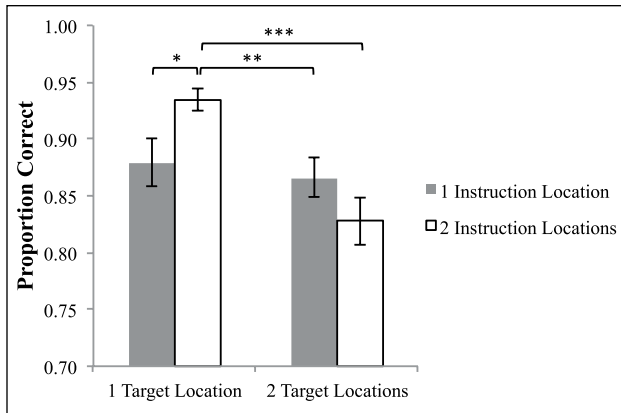 1.00
0.95
0.90
0.85
0.80
0.75
0.70
Proportion Correct
***
* **
1 Instruction Location
2 Instruction Locations
1 Target Location 2 Target Locations